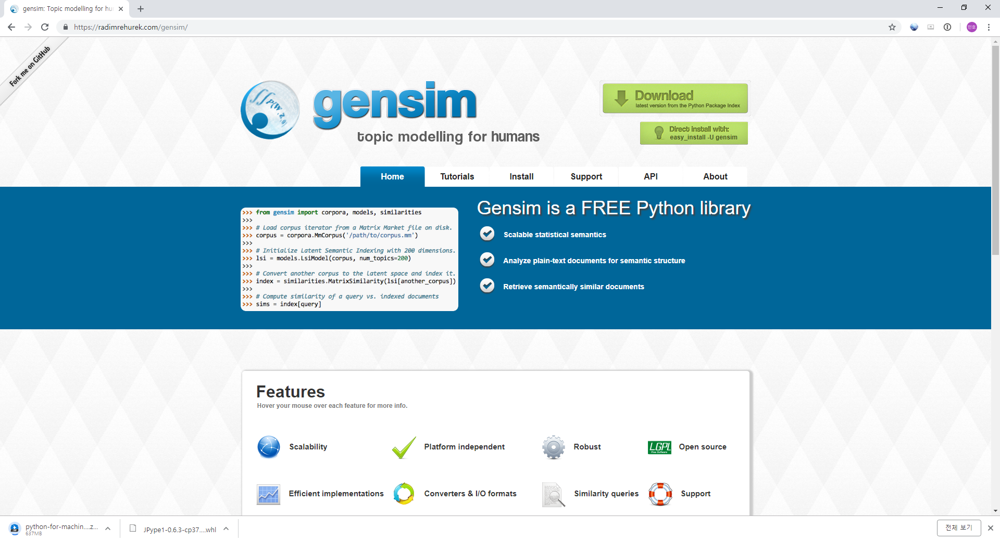 gensim: Topic modelling for hu
https://radimrehurek.com/gensim/
민호
Fork me on GitHub
gensim
topic modelling for humans
Download
latest version from the Python Package Index
Direct install with:
easy_install -U gensim
Home
Tutorials
Install
Support
API
About
>>> from gensim import corpora, models, similarities
>>>
>>> # Load corpus iterator from a Matrix Market file on disk.
>>> corpus = corpora.MmCorpus('/path/to/corpus.mm')
>>>
>>> # Initialize Latent Semantic Indexing with 200 dimensions.
>>> lsi = models.LsiModel(corpus, num_topics=200)
>>>
>>> # Convert another corpus to the latent space and index it.
>>> index = similarities.MatrixSimilarity(lsi[another_corpus])
>>>
>>> # Compute similarity of a query vs. indexed documents
>>> sims = index[query]
Gensim is a FREE Python library
Scalable statistical semantics
Analyze plain-text documents for semantic structure
Retrieve semantically similar documents
Features
Hover your mouse over each feature for more info.
Scalability
Platform independent
Robust
LGPL
Free Software
Open source
Efficient implementations
Converters & I/O formats
Similarity queries
Support
python-for-machin....z...
637MB
JPype1-0.6.3-cp37....whl
전체 보기